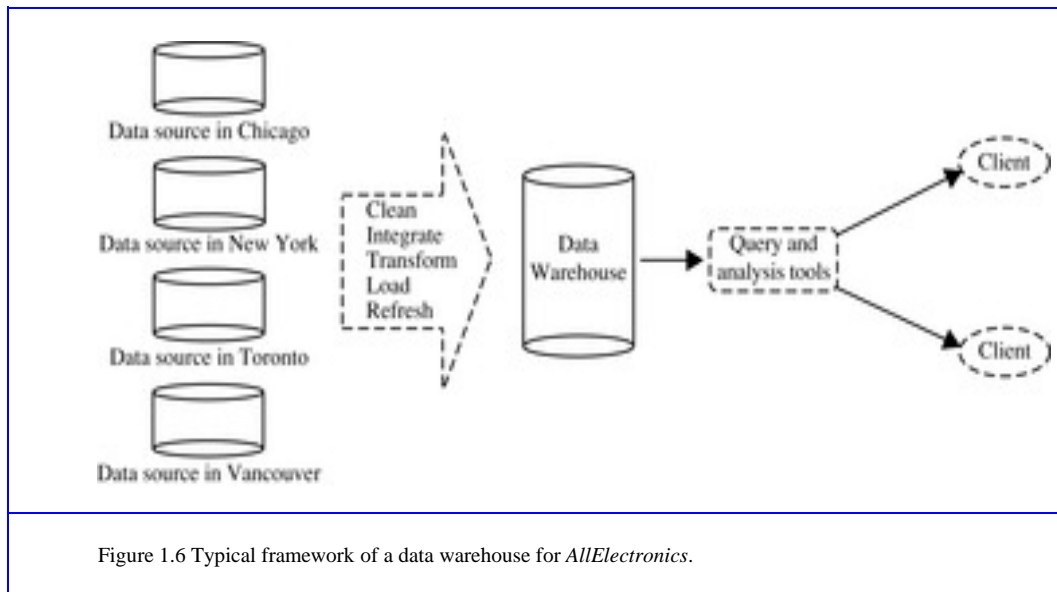 Data source in Chicago
Data source in New York
Data source in Toronto
Data source in Vancouver
Clean
Integrate
Transform
Load
Refresh
Data
Warehouse
Query and
analysis tools
Client
Client
Figure 1.6 Typical framework of a data warehouse for AllElectronics.